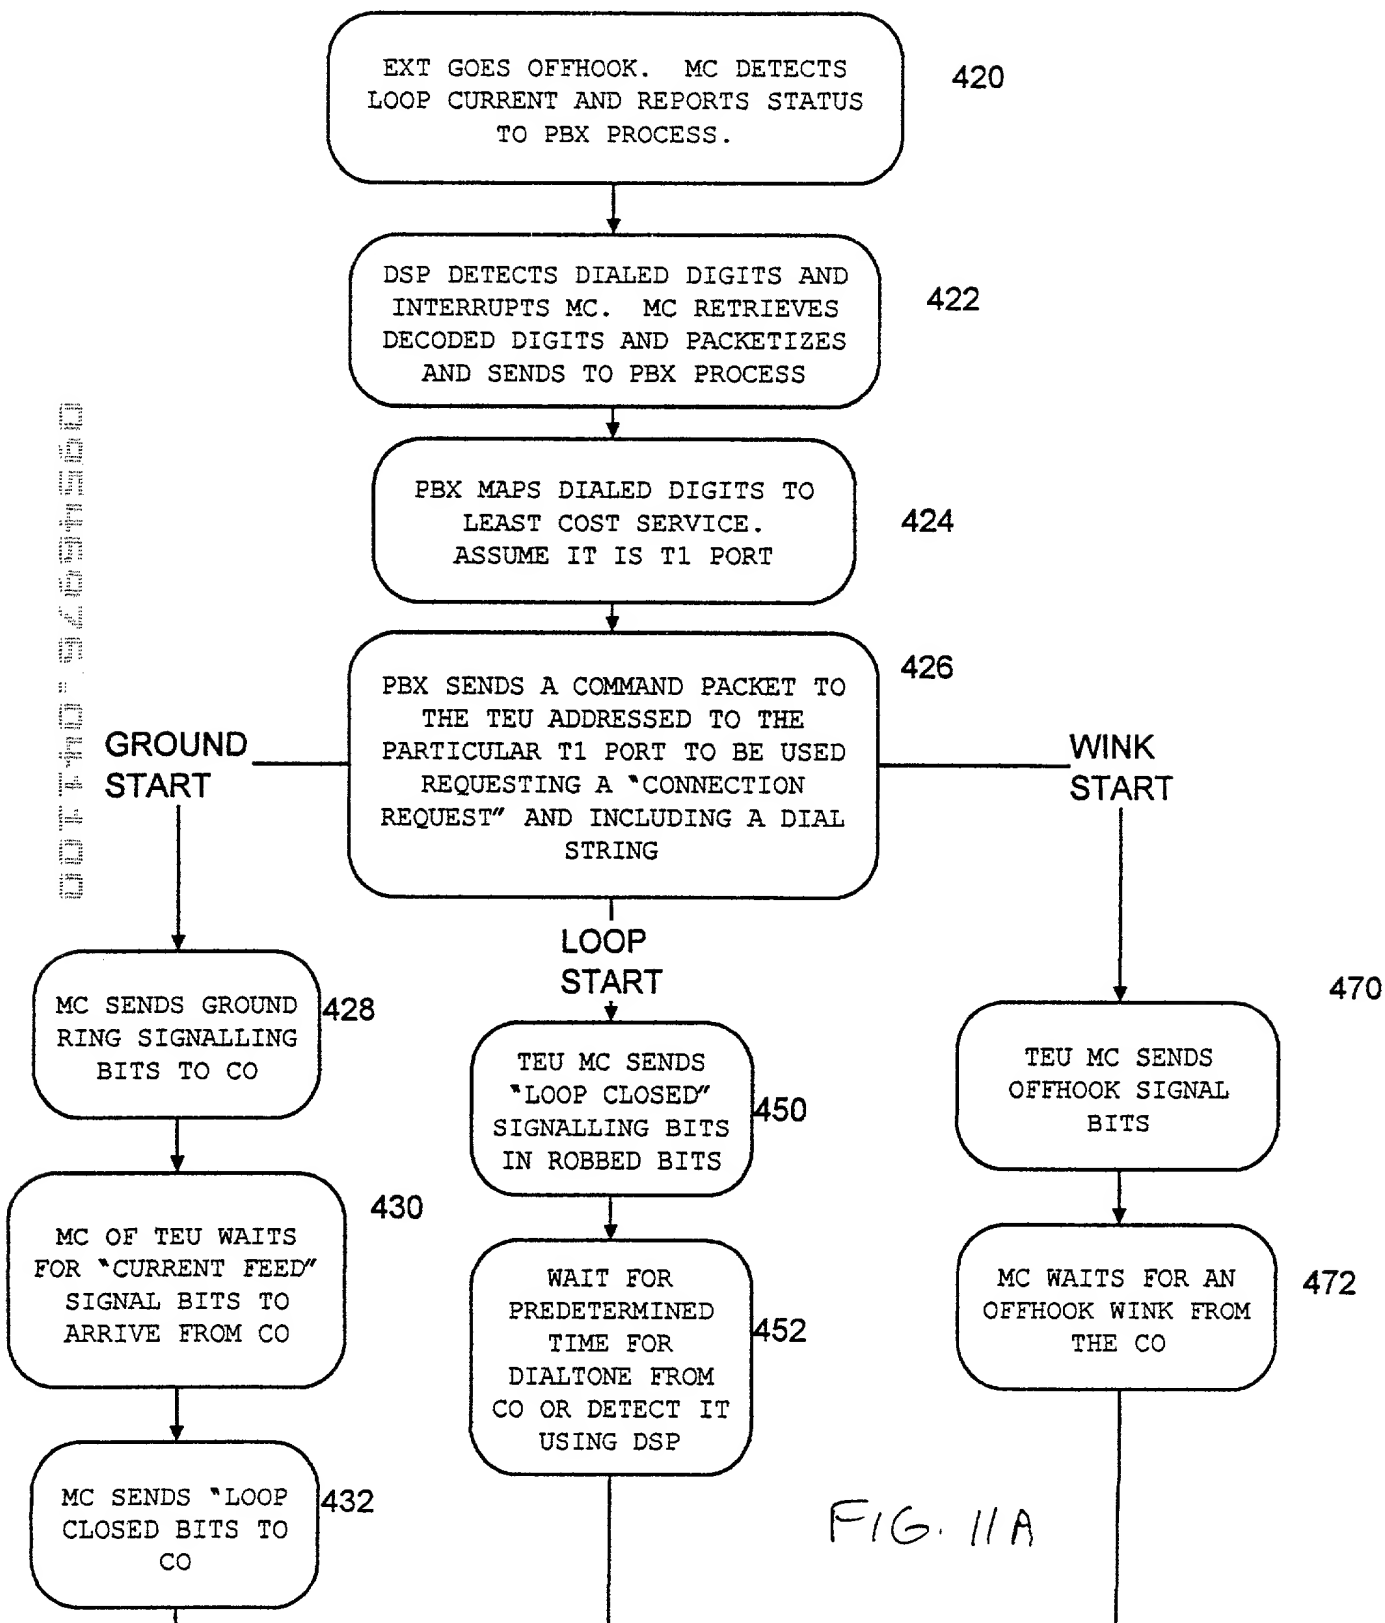 EXT GOES OFFHOOK. MC DETECTS
LOOP CURRENT AND REPORTS STATUS
TO PBX PROCESS.
420
DSP DETECTS DIALED DIGITS AND
INTERRUPTS MC. MC RETRIEVES
DECODED DIGITS AND PACKETIZES
AND SENDS TO PBX PROCESS
422
PBX MAPS DIALED DIGITS TO
LEAST COST SERVICE.
ASSUME IT IS T1 PORT
424
PBX SENDS A COMMAND PACKET TO
THE TEU ADDRESSED TO THE
PARTICULAR T1 PORT TO BE USED
REQUESTING A "CONNECTION
REQUEST" AND INCLUDING A DIAL
STRING
426
GROUND
START
LOOP
START
WINK
START
MC SENDS GROUND
RING SIGNALLING
BITS TO CO
428
MC OF TEU WAITS
FOR "CURRENT FEED"
SIGNAL BITS TO
ARRIVE FROM CO
430
MC SENDS "LOOP
CLOSED BITS TO
CO
432
TEU MC SENDS
"LOOP CLOSED"
SIGNALLING BITS
IN ROBBED BITS
450
WAIT FOR
PREDETERMINED
TIME FOR
DIALTONE FROM
CO OR DETECT IT
USING DSP
452
TEU MC SENDS
OFFHOOK SIGNAL
BITS
470
MC WAITS FOR AN
OFFHOOK WINK FROM
THE CO
472
FIG. 11A